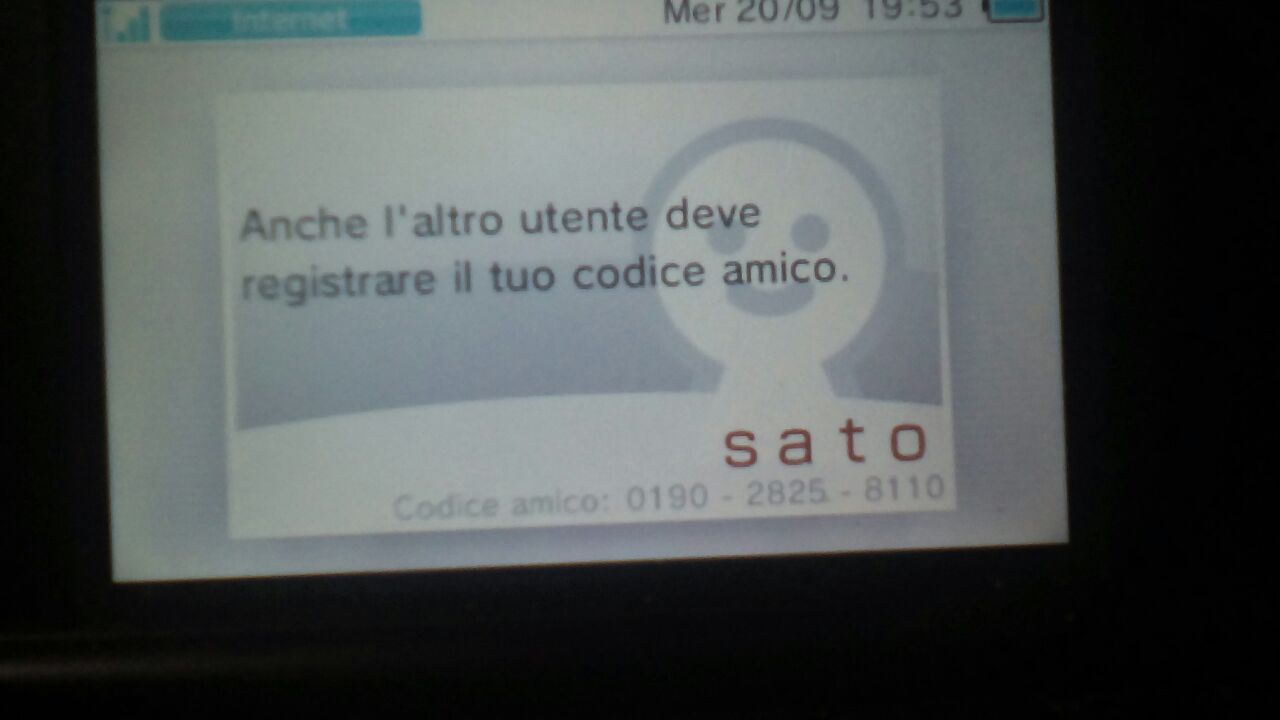 Internet Mer 20/09 19:53
Anche l'altro utente deve
registrare il tuo codice amico.
sato
Codice amico: 0190 - 2825 - 8110